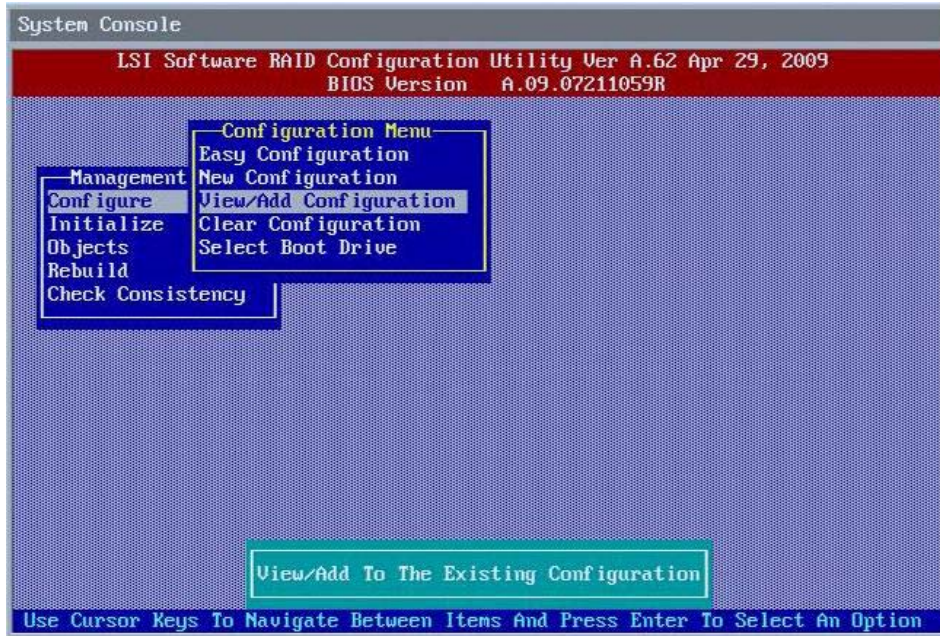 System Console
LSI Software RAID Configuration Utility Ver A.62 Apr 29, 2009
BIOS Version A.09.07211059R
Configuration Menu
Easy Configuration
New Configuration
View/Add Configuration
Clear Configuration
Select Boot Drive
Management
Configure
Initialize
Objects
Rebuild
Check Consistency
View/Add To The Existing Configuration
Use Cursor Keys To Navigate Between Items And Press Enter To Select An Option